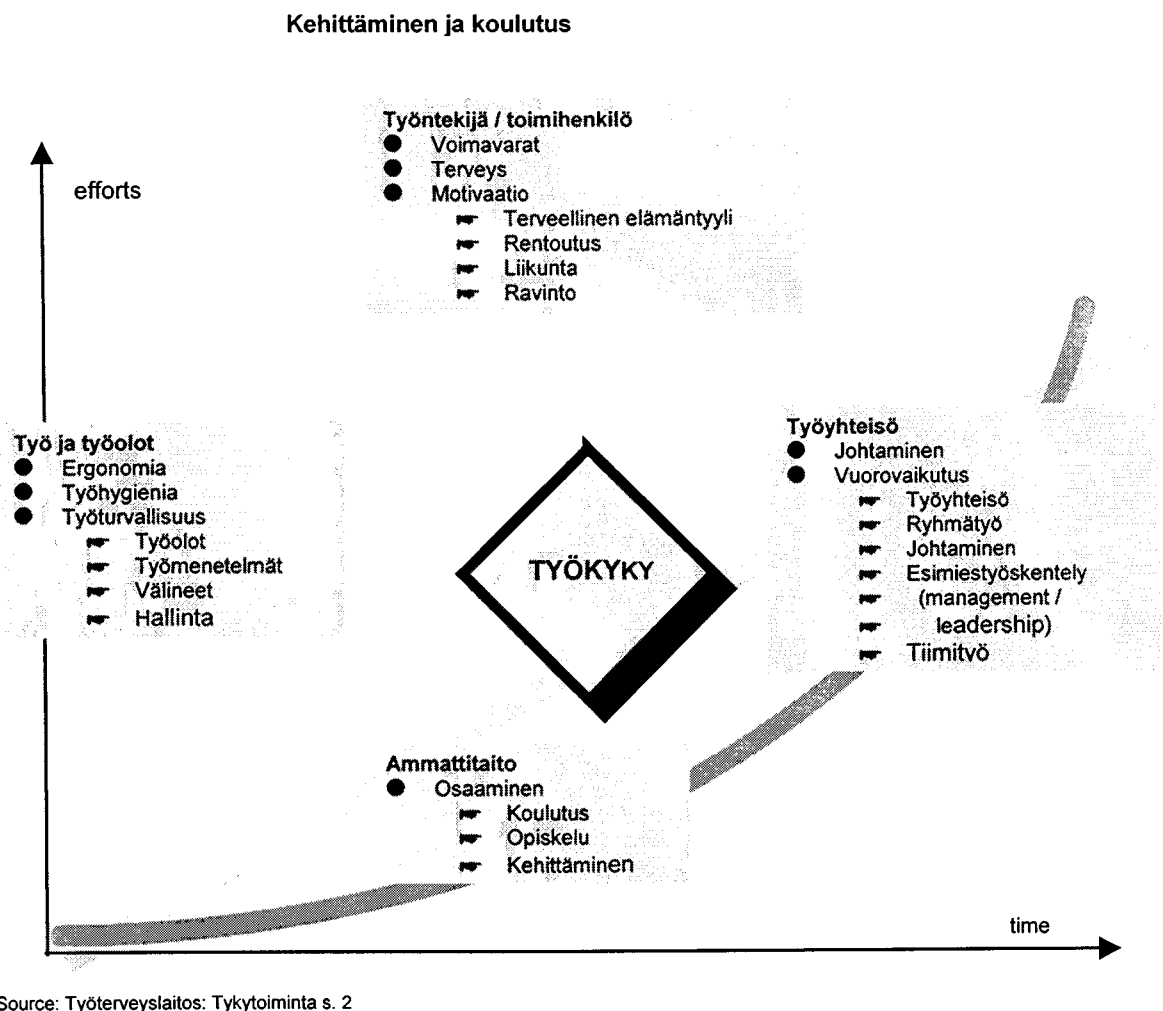 Kehittäminen ja koulutus
efforts
Työntekijä / toimihenkilö
Voimavarat
Terveys
Motivaatio
Terveellinen elämäntyyli
Rentoutus
Liikunta
Ravinto
Työ ja työolot
Ergonomia
Työhygienia
Työturvallisuus
Työolot
Työmenetelmät
Välineet
Hallinta
TYÖKYKY
Työyhteisö
Johtaminen
Vuorovaikutus
Työyhteisö
Ryhmätyö
Johtaminen
Esimiestyöskentely
(management /
leadership)
Tiimitvö
Ammattitaito
Osaaminen
Koulutus
Opiskelu
Kehittäminen
time
Source: Työterveyslaitos: Tykytoiminta s. 2